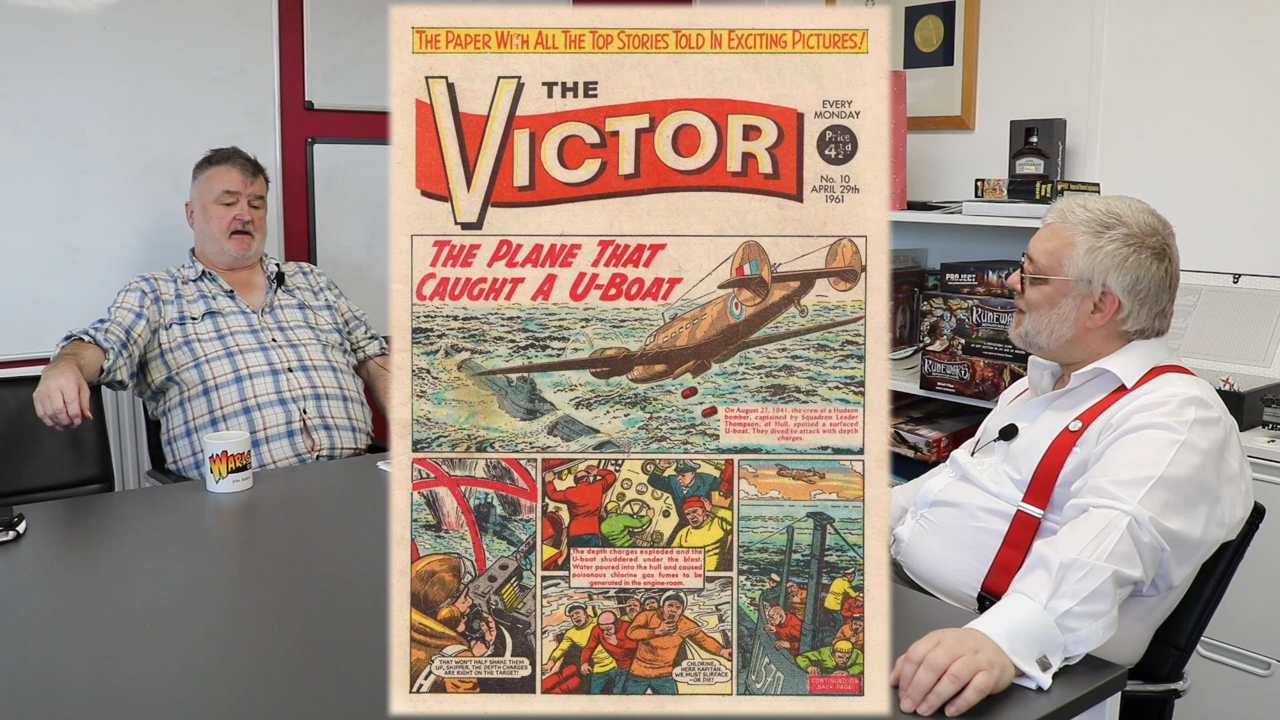 THE PAPER WITH ALL THE TOP STORIES TOLD IN EXCITING PICTURES!
THE
VICTOR
EVERY
MONDAY
Price
4½d
No. 10
APRIL 29th
1961
THE PLANE THAT
CAUGHT A U-BOAT
On August 27, 1941, the crew of a Hudson
bomber, captained by Squadron Leader
Thompson, of Hull, spotted a surfaced
U-boat. They dived to attack with depth
charges.
THAT WON'T HALF SHAKE THEM
UP, SKIPPER. THE DEPTH CHARGES
ARE RIGHT ON THE TARGET!
The depth charges exploded and the
U-boat shuddered under the blast.
Water poured into the hull and caused
poisonous chlorine gas fumes to be
generated in the engine-room.
CHLORINE,
HERR KAPITAN.
WE MUST SURFACE
—OR DIE!
U570
CONTINUED ON
BACK PAGE
WARLO
PROJECT
RUNEWA
RUNEWARS